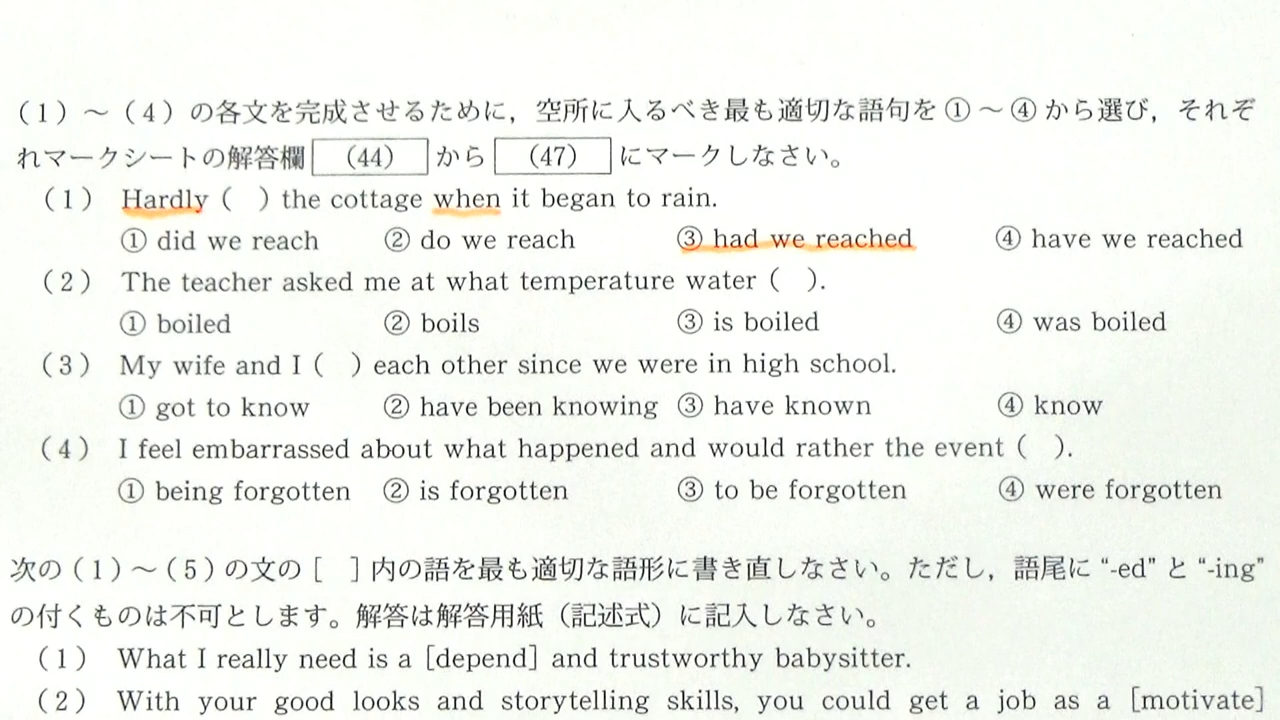 (1)～(4)の各文を完成させるために，空所に入るべき最も適切な語句を ① ～ ④ から選び，それぞ
れマークシートの解答欄 (44) から (47) にマークしなさい。
(1) Hardly ( ) the cottage when it began to rain.
① did we reach ② do we reach ③ had we reached ④ have we reached
(2) The teacher asked me at what temperature water ( ).
① boiled ② boils ③ is boiled ④ was boiled
(3) My wife and I ( ) each other since we were in high school.
① got to know ② have been knowing ③ have known ④ know
(4) I feel embarrassed about what happened and would rather the event ( ).
① being forgotten ② is forgotten ③ to be forgotten ④ were forgotten
次の(1)～(5)の文の [ ] 内の語を最も適切な語形に書き直しなさい。ただし，語尾に “-ed” と “-ing”
の付くものは不可とします。解答は解答用紙（記述式）に記入しなさい。
(1) What I really need is a [depend] and trustworthy babysitter.
(2) With your good looks and storytelling skills, you could get a job as a [motivate]